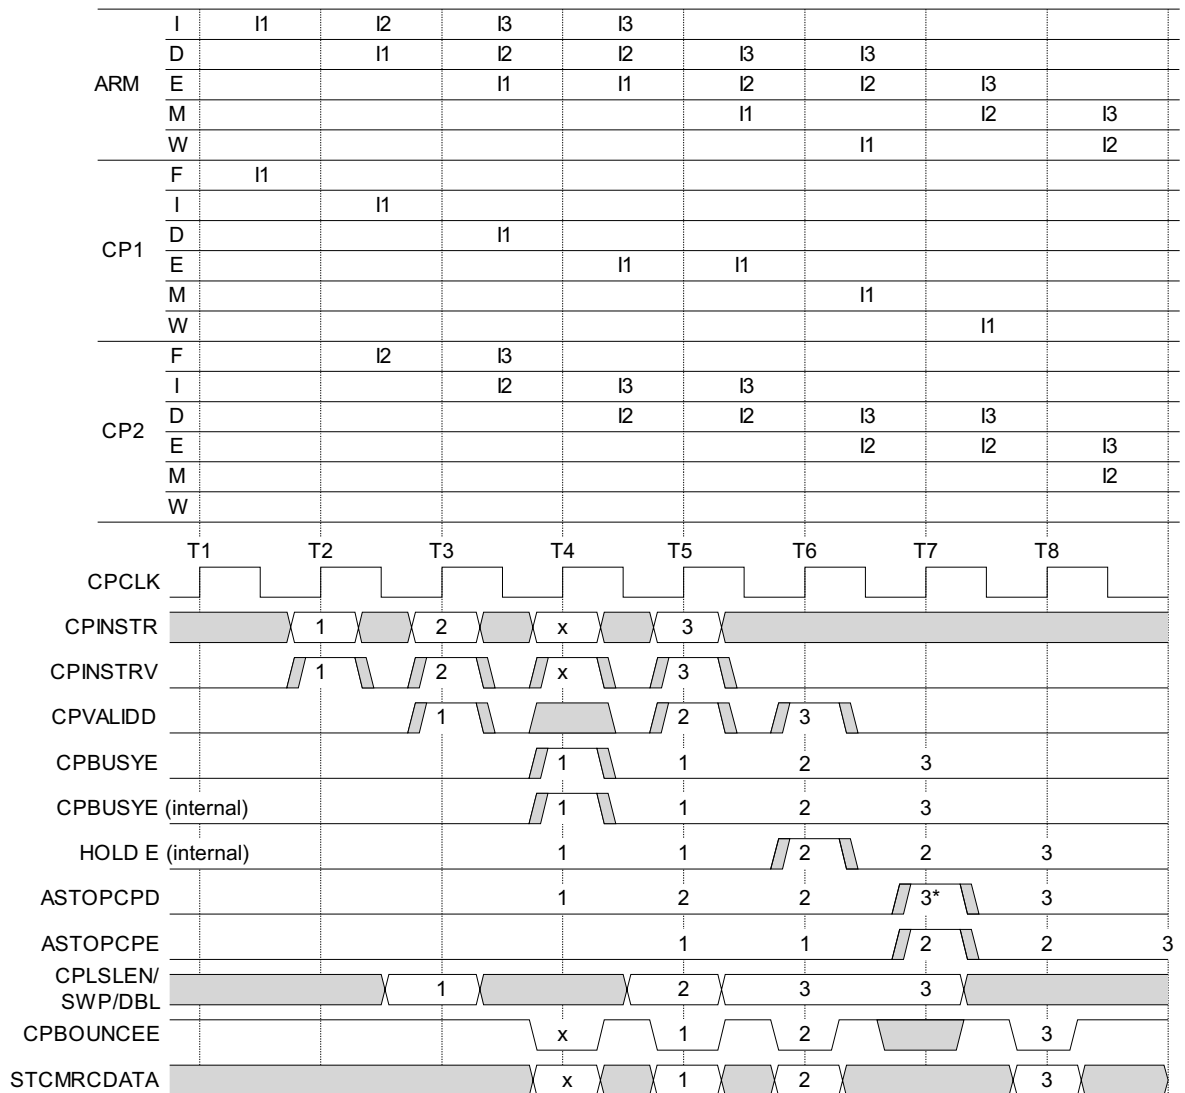 I I1 I2 I3 I3
D I1 I2 I2 I3 I3
ARM E I1 I1 I2 I2 I3
M I1 I2 I3
W I1 I2
F I1
I I1
D I1
CP1
E I1 I1
M I1
W I1
F I2 I3
I I2 I3 I3
D I2 I2 I3 I3
CP2
E I2 I2 I3
M I2
W
T1 T2 T3 T4 T5 T6 T7 T8
CPCLK
CPINSTR 1 2 x 3
CPINSTRV 1 2 x 3
CPVALIDD 1 2 3
CPBUSYE 1 1 2 3
CPBUSYE (internal) 1 1 2 3
HOLD E (internal) 1 1 2 2 3
ASTOPCPD 1 2 2 3* 3
ASTOPCPE 1 1 2 2 3
CPLSLEN/
SWP/DBL 1 2 3 3
CPBOUNCEE x 1 2 3
STCMRCDATA x 1 2 3